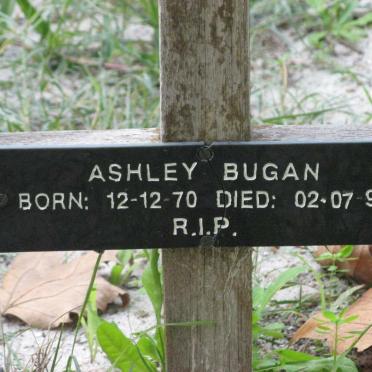 ASHLEY BUGAN
BORN: 12-12-70 DIED: 02-07-9
R.I.P.